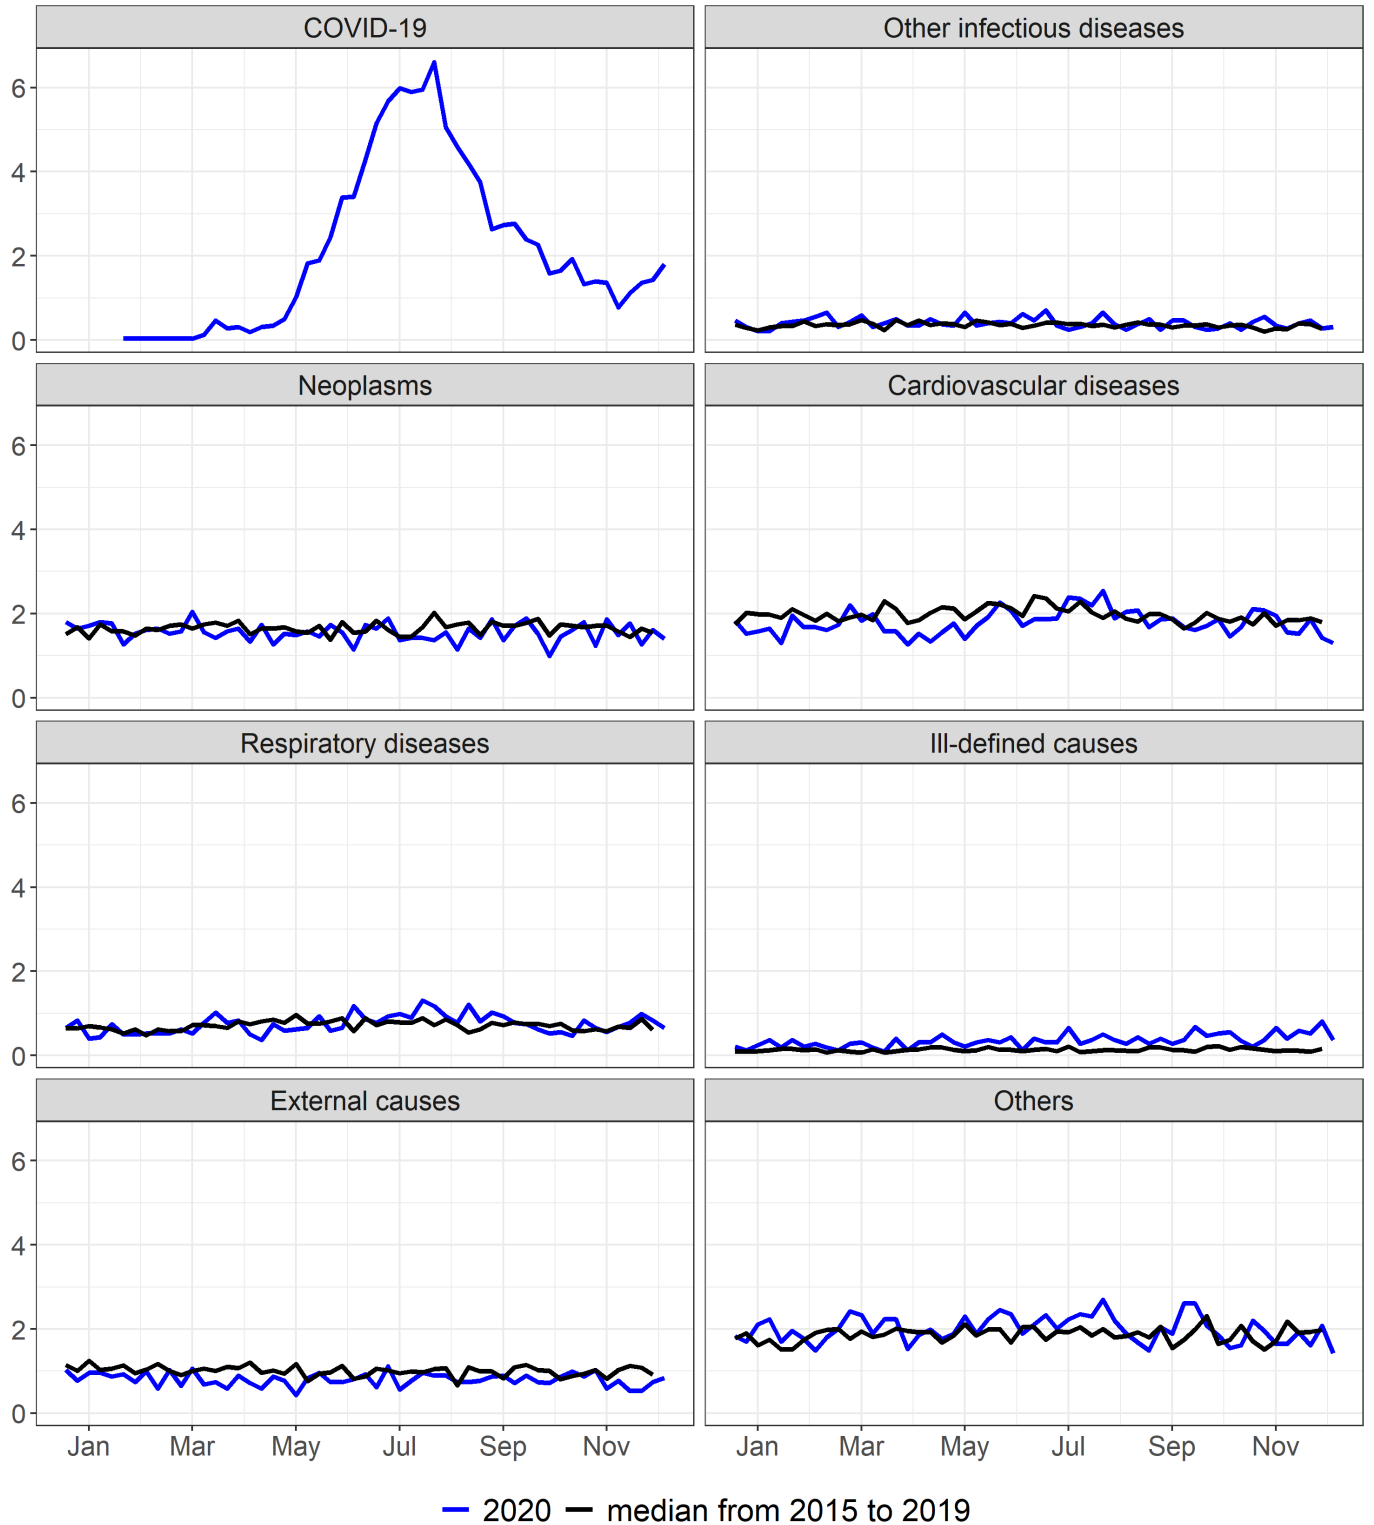 COVID-19 Other infectious diseases
6
4
2
0
Neoplasms Cardiovascular diseases
6
4
2
0
Respiratory diseases Ill-defined causes
6
4
2
0
External causes Others
6
4
2
0
Jan Mar May Jul Sep Nov Jan Mar May Jul Sep Nov
2020 median from 2015 to 2019